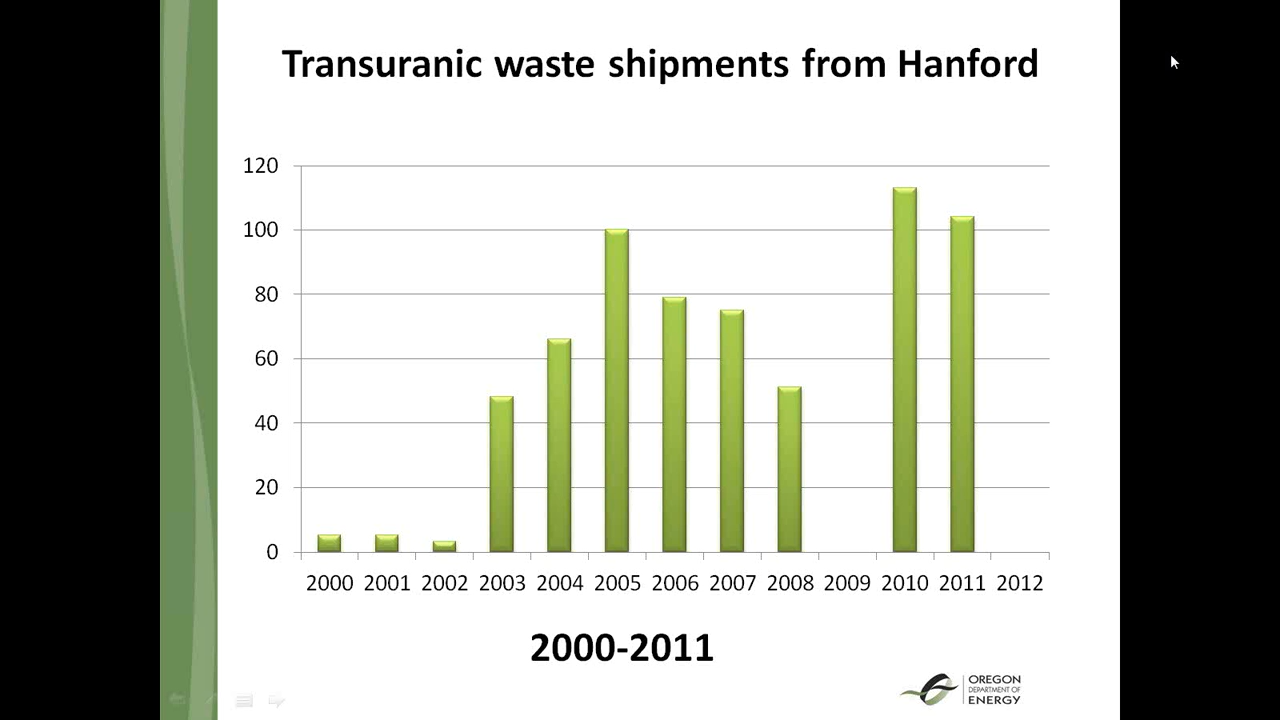 Transuranic waste shipments from Hanford
120
100
80
60
40
20
0
2000 2001 2002 2003 2004 2005 2006 2007 2008 2009 2010 2011 2012
2000-2011
OREGON
DEPARTMENT OF
ENERGY